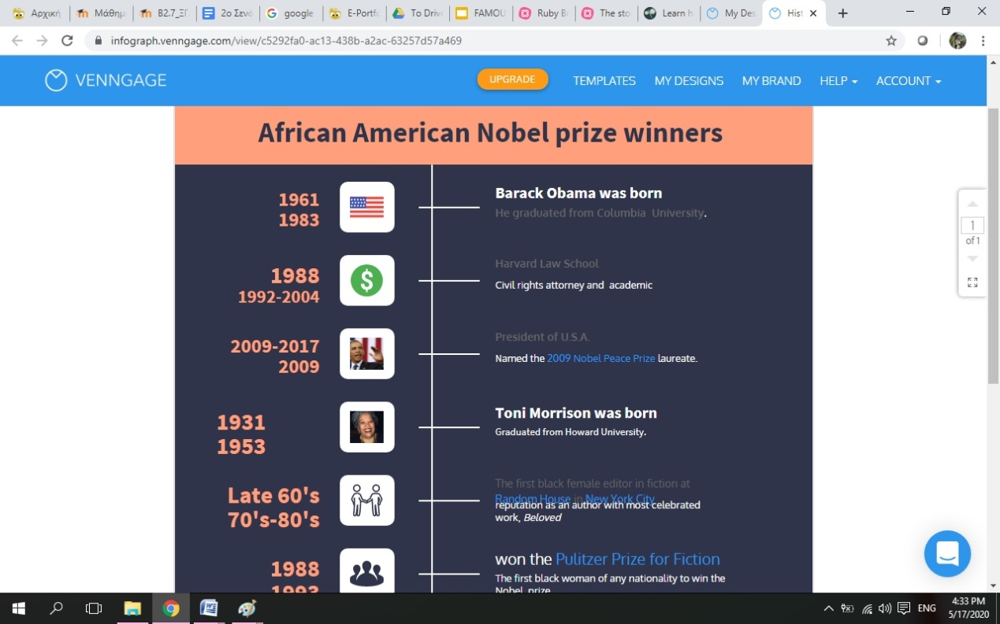 Αρχική
Μάθημ
B2.7_ΣΓ
2ο Σενά
google
E-Portfo
Το Drive
FAMOU
Ruby Br
The sto
Learn h
My Des
Hist
infograph.venngage.com/view/c5292fa0-ac13-438b-a2ac-63257d57a469
VENNGAGE
UPGRADE
TEMPLATES
MY DESIGNS
MY BRAND
HELP
ACCOUNT
African American Nobel prize winners
1961
1983
Barack Obama was born
He graduated from Columbia University.
1988
1992-2004
Harvard Law School
Civil rights attorney and academic
2009-2017
2009
President of U.S.A.
Named the 2009 Nobel Peace Prize laureate.
1931
1953
Toni Morrison was born
Graduated from Howard University.
Late 60's
70's-80's
The first black female editor in fiction at
Random House in New York City
reputation as an author with most celebrated
work, Beloved
1988
1993
won the Pulitzer Prize for Fiction
The first black woman of any nationality to win the
Nobel prize
1
of 1
ENG
4:33 PM
5/17/2020